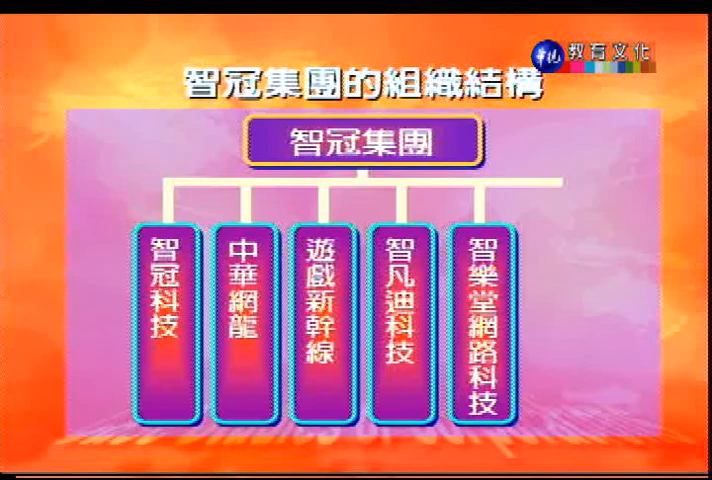 華視
教育文化
智冠集團的組織結構
智冠集團
智冠科技
中華網龍
遊戲新幹線
智凡迪科技
智樂堂網路科技